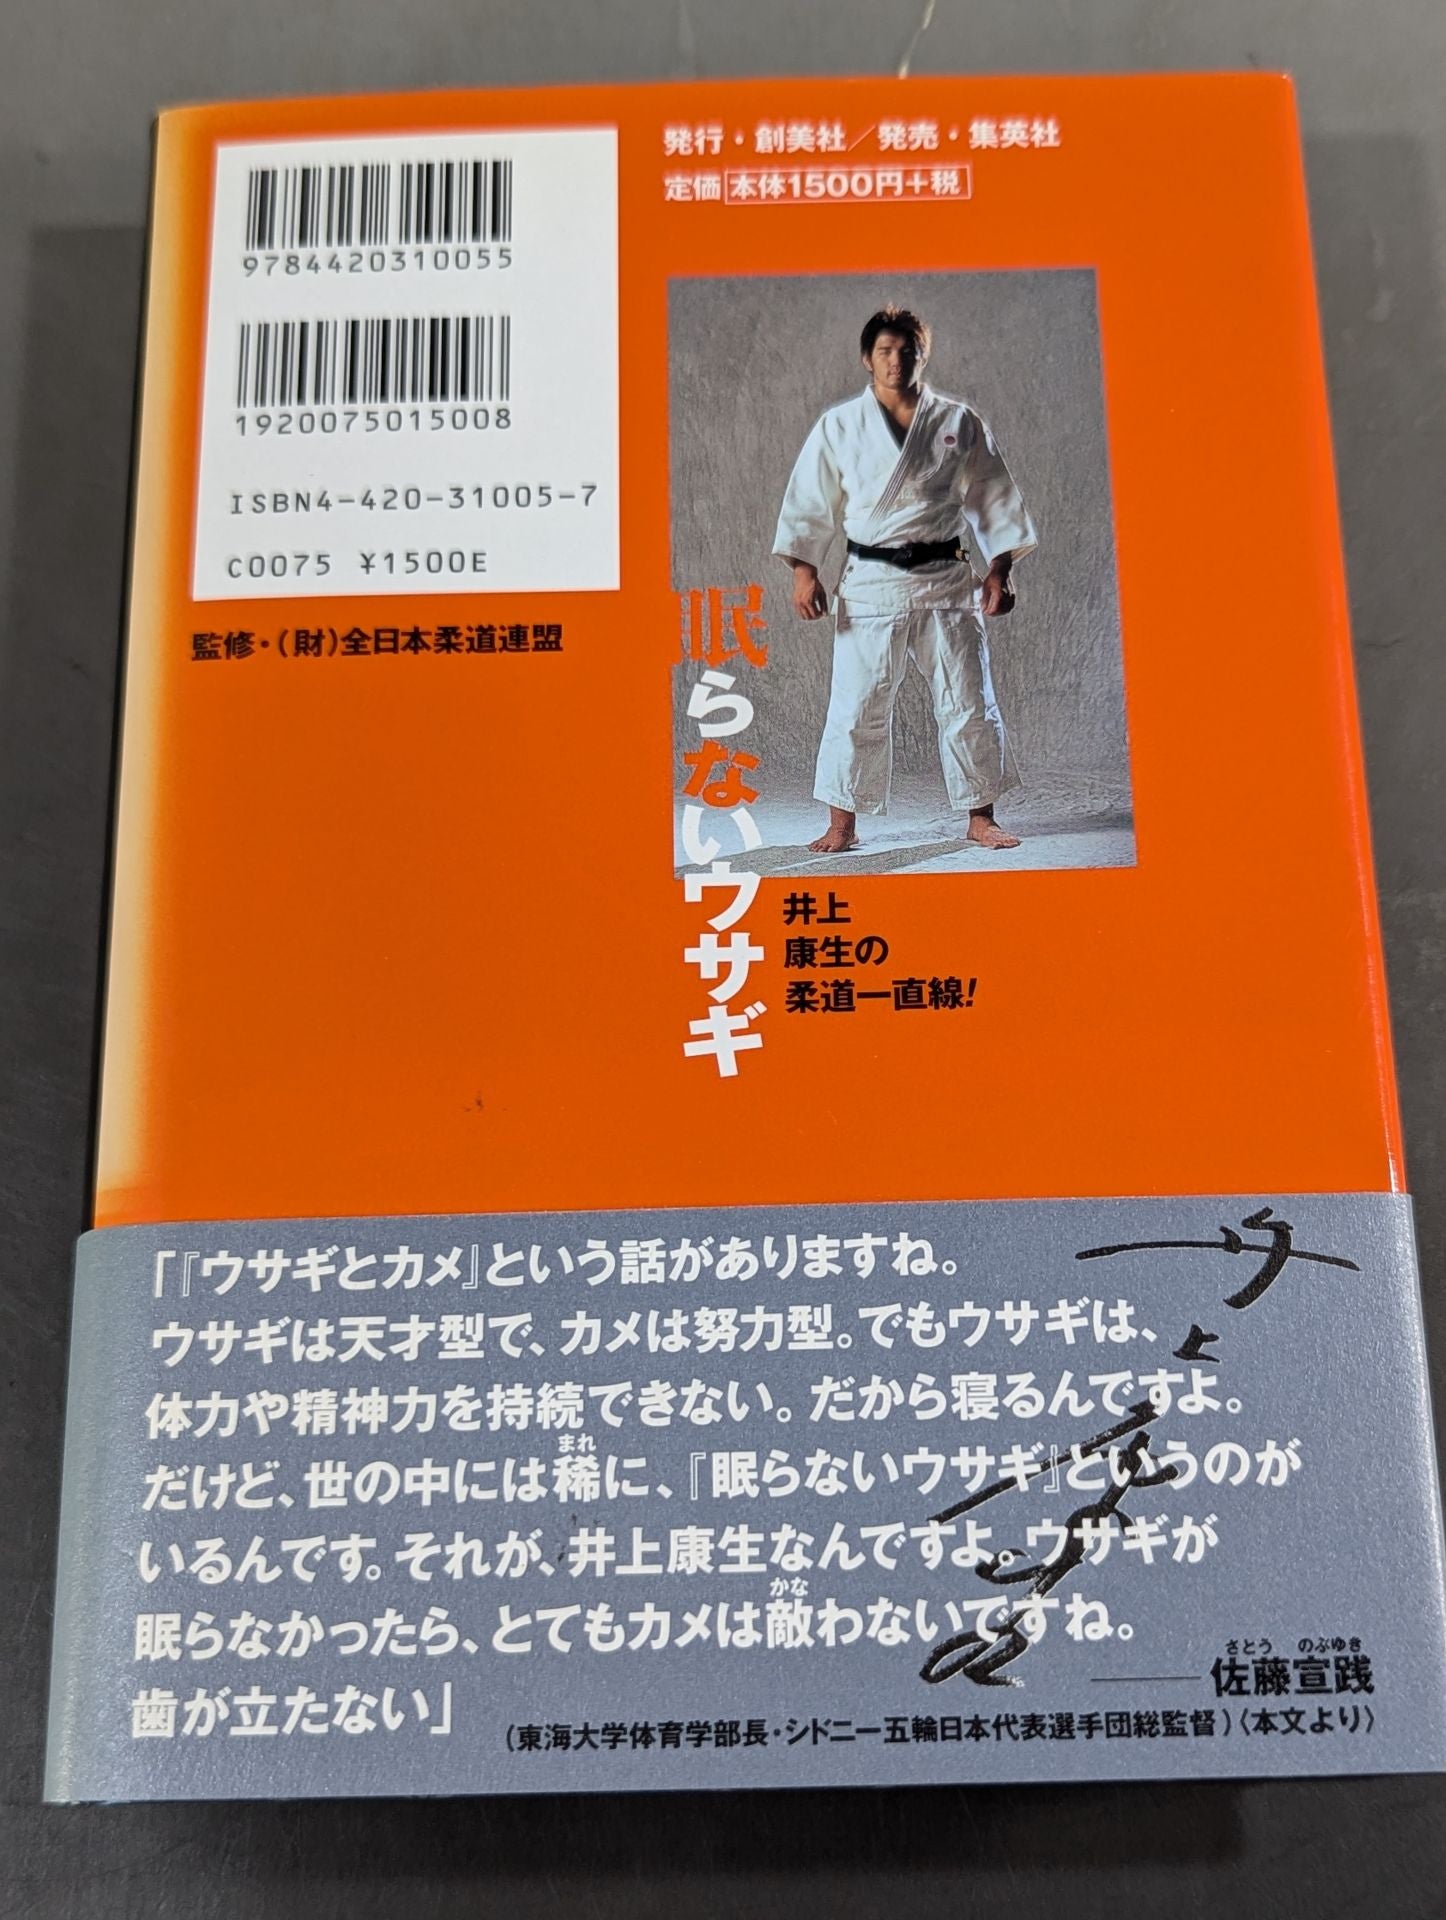 9784420310055
1920075015008
ISBN4-420-31005-7
C0075 ¥1500E
監修・(財)全日本柔道連盟
発行・創美社／発売・集英社
定価 本体1500円+税
眠らないウサギ
井上
康生の
柔道一直線!
「『ウサギとカメ』という話がありますね。
ウサギは天才型で、カメは努力型。でもウサギは、
体力や精神力を持続できない。だから寝るんですよ。
まれ
だけど、世の中には稀に、『眠らないウサギ』というのが
いるんです。それが、井上康生なんですよ。ウサギが
かな
眠らなかったら、とてもカメは敵わないですね。
歯が立たない」
さとう のぶゆき
――佐藤宣践
(東海大学体育学部長・シドニー五輪日本代表選手団総監督)〈本文より〉